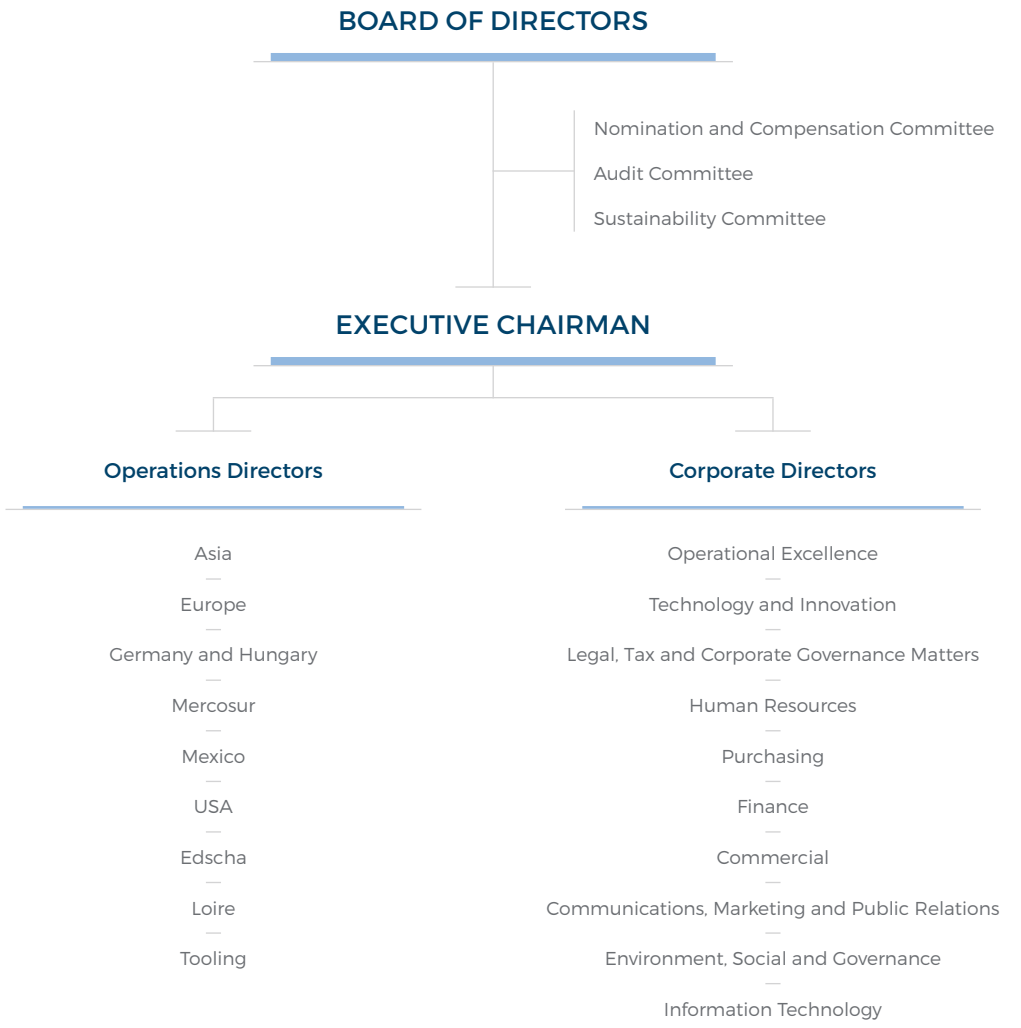 BOARD OF DIRECTORS
Nomination and Compensation Committee
Audit Committee
Sustainability Committee
EXECUTIVE CHAIRMAN
Operations Directors
Asia
Europe
Germany and Hungary
Mercosur
Mexico
USA
Edscha
Loire
Tooling
Corporate Directors
Operational Excellence
Technology and Innovation
Legal, Tax and Corporate Governance Matters
Human Resources
Purchasing
Finance
Commercial
Communications, Marketing and Public Relations
Environment, Social and Governance
Information Technology